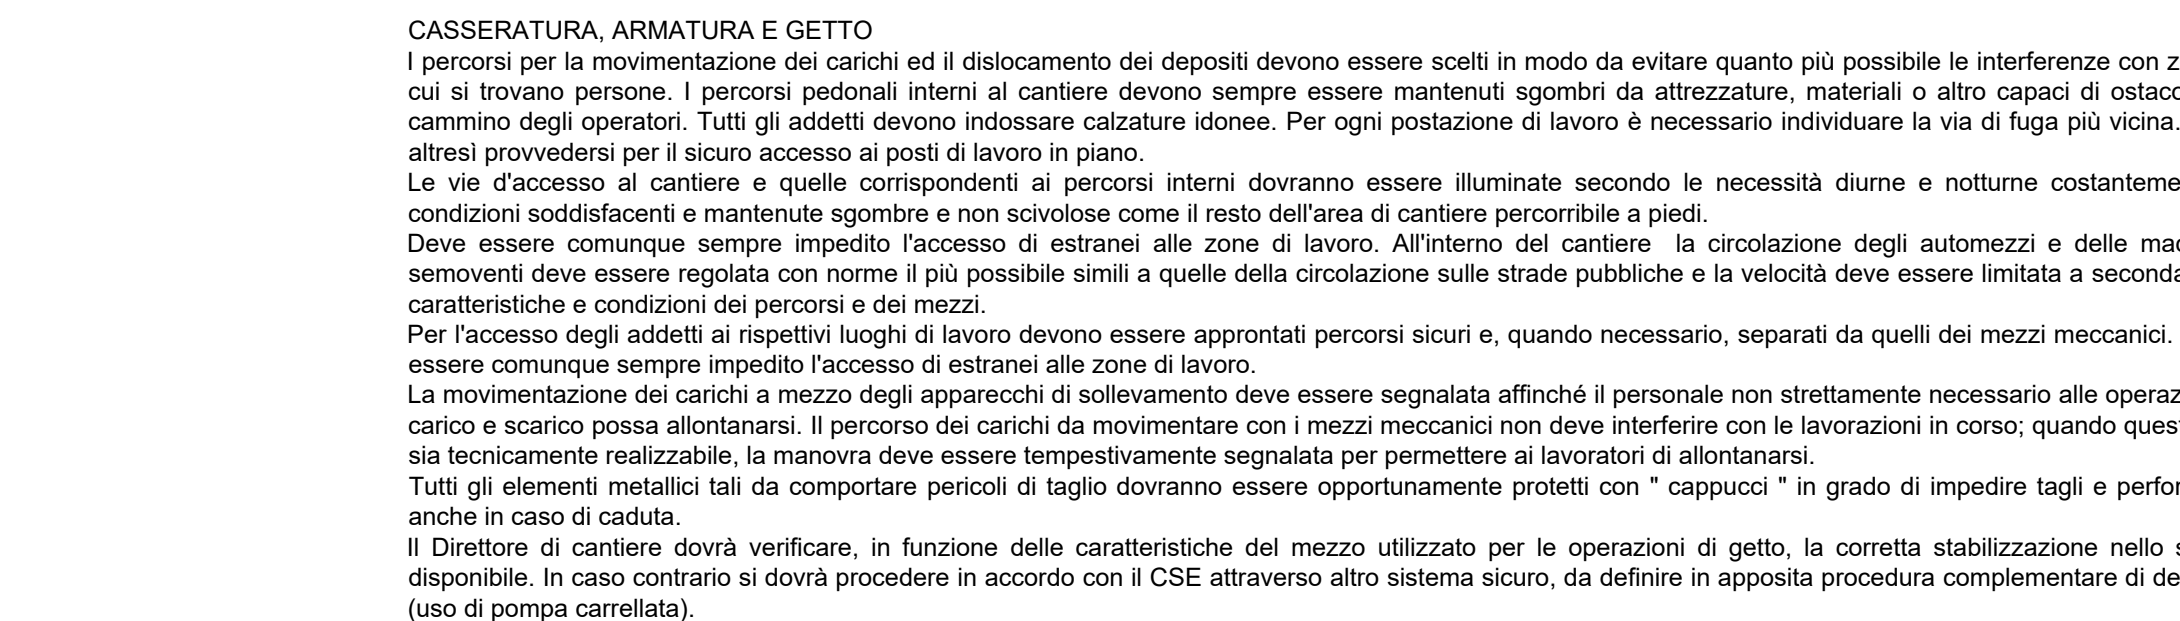 CASSERATURA, ARMATURA E GETTO
I percorsi per la movimentazione dei carichi ed il dislocamento dei depositi devono essere scelti in modo da evitare quanto più possibile le interferenze con
cui si trovano persone. I percorsi pedonali interni al cantiere devono sempre essere mantenuti sgombri da attrezzature, materiali o altro capaci di
cammino degli operatori. Tutti gli addetti devono indossare calzature idonee. Per ogni postazione di lavoro è necessario individuare la via di fuga più vicina.
altresì provvedersi per il sicuro accesso ai posti di lavoro in piano.
Le vie d'accesso al cantiere e quelle corrispondenti ai percorsi interni dovranno essere illuminate secondo le necessità diurne e notturne
condizioni soddisfacenti e mantenute sgombre e non scivolose come il resto dell'area di cantiere percorribile a piedi.
Deve essere comunque sempre impedito l'accesso di estranei alle zone di lavoro. All'interno del cantiere la circolazione degli automezzi e delle
semoventi deve essere regolata con norme il più possibile simili a quelle della circolazione sulle strade pubbliche e la velocità deve essere limitata a seconda
caratteristiche e condizioni dei percorsi e dei mezzi.
Per l'accesso degli addetti ai rispettivi luoghi di lavoro devono essere approntati percorsi sicuri e, quando necessario, separati da quelli dei mezzi meccanici.
essere comunque sempre impedito l'accesso di estranei alle zone di lavoro.
La movimentazione dei carichi a mezzo degli apparecchi di sollevamento deve essere segnalata affinché il personale non strettamente necessario alle
carico e scarico possa allontanarsi. Il percorso dei carichi da movimentare con i mezzi meccanici non deve interferire con le lavorazioni in corso; quando
sia tecnicamente realizzabile, la manovra deve essere tempestivamente segnalata per permettere ai lavoratori di allontanarsi.
Tutti gli elementi metallici tali da comportare pericoli di taglio dovranno essere opportunamente protetti con " cappucci " in grado di impedire tagli e
anche in caso di caduta.
Il Direttore di cantiere dovrà verificare, in funzione delle caratteristiche del mezzo utilizzato per le operazioni di getto, la corretta stabilizzazione nello
disponibile. In caso contrario si dovrà procedere in accordo con il CSE attraverso altro sistema sicuro, da definire in apposita procedura complementare di
(uso di pompa carrellata).